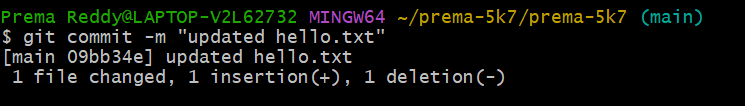 Prema Reddy@LAPTOP-V2L62732 MINGW64 ~/prema-5k7/prema-5k7 (main)
$ git commit -m "updated hello.txt"
[main 09bb34e] updated hello.txt
 1 file changed, 1 insertion(+), 1 deletion(-)